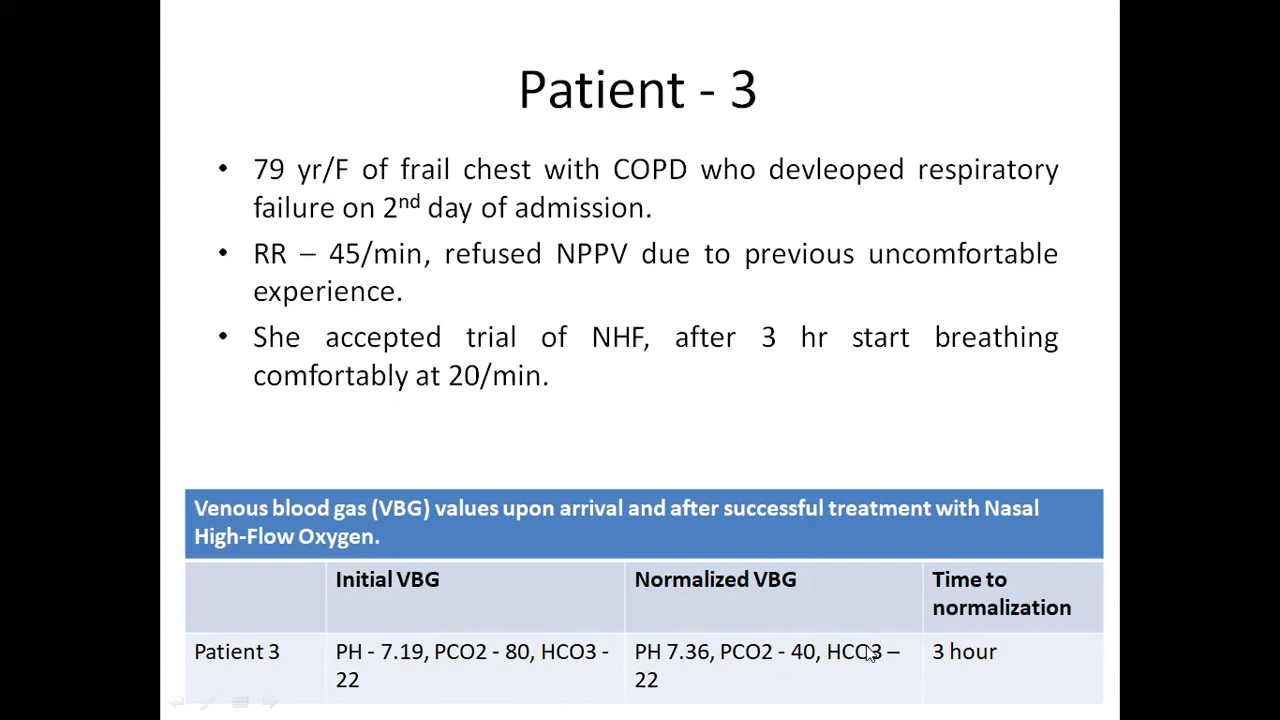 Patient - 3
• 79 yr/F of frail chest with COPD who devleoped respiratory
failure on 2nd day of admission.
• RR – 45/min, refused NPPV due to previous uncomfortable
experience.
• She accepted trial of NHF, after 3 hr start breathing
comfortably at 20/min.
Venous blood gas (VBG) values upon arrival and after successful treatment with Nasal
High-Flow Oxygen.
Initial VBG
Normalized VBG
Time to
normalization
Patient 3
PH - 7.19, PCO2 - 80, HCO3 -
22
PH 7.36, PCO2 - 40, HCO3 –
22
3 hour